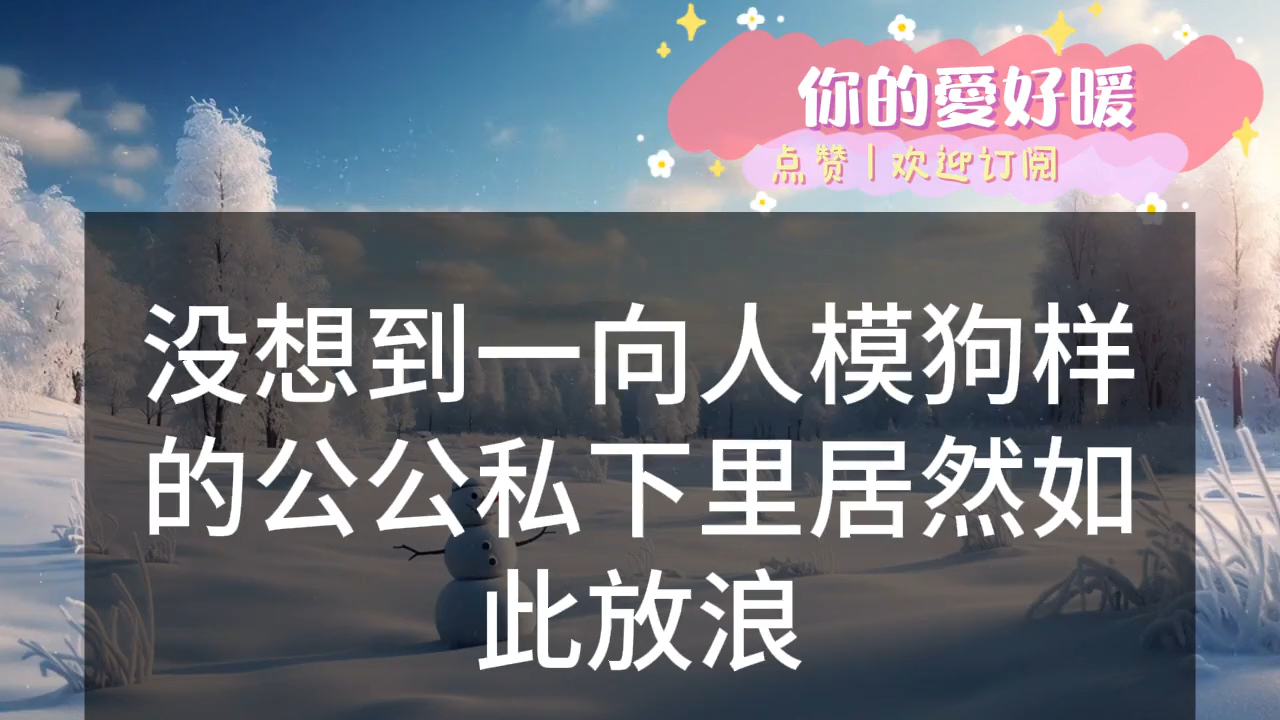 你的愛好暖
点赞 | 欢迎订阅
没想到一向人模狗样
的公公私下里居然如
此放浪